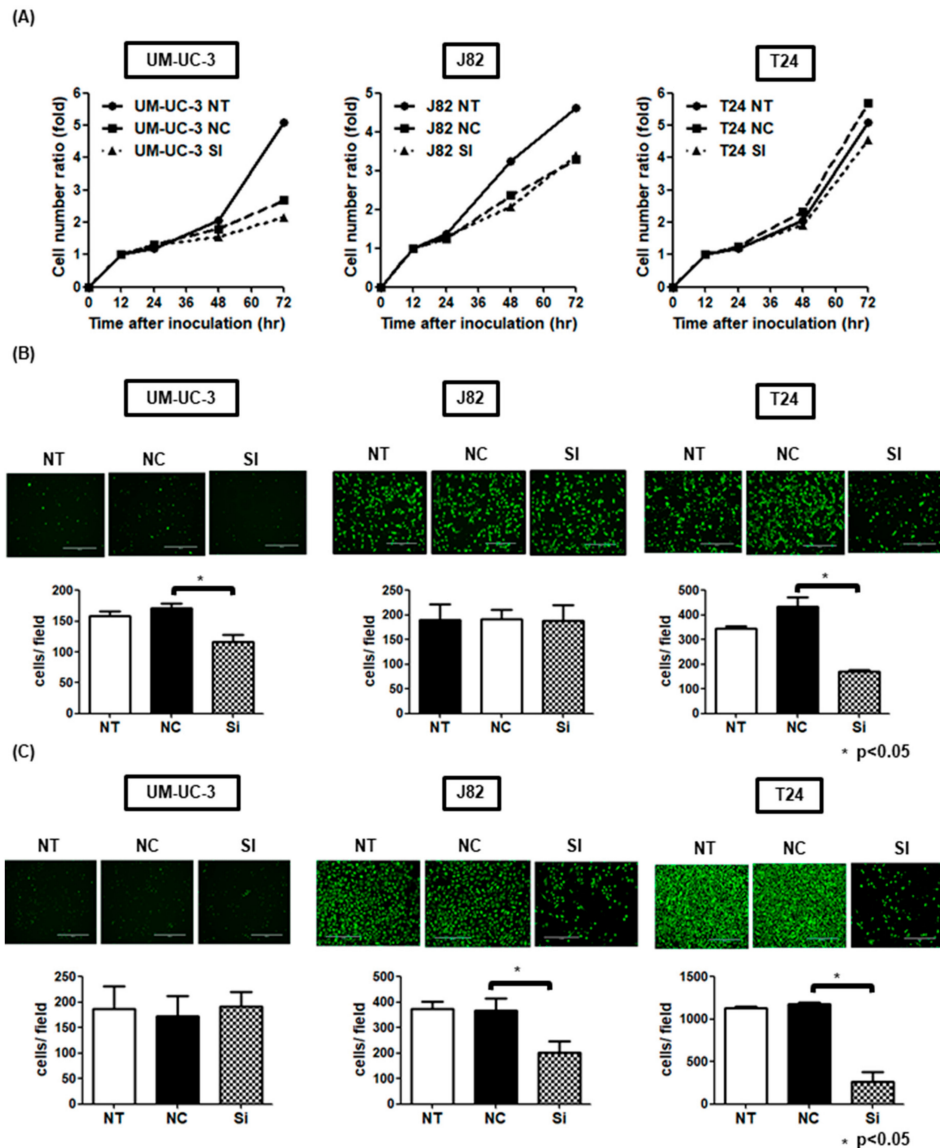 (A)
UM-UC-3
J82
T24
Cell number ratio (fold)
6
5
4
3
2
1
0
UM-UC-3 NT
UM-UC-3 NC
UM-UC-3 SI
0 12 24 36 48 60 72
Time after inoculation (hr)
Cell number ratio (fold)
5
4
3
2
1
0
J82 NT
J82 NC
J82 SI
0 12 24 36 48 60 72
Time after inoculation (hr)
Cell number ratio (fold)
6
5
4
3
2
1
0
T24 NT
T24 NC
T24 SI
0 12 24 36 48 60 72
Time after inoculation (hr)
(B)
UM-UC-3
J82
T24
NT NC SI
NT NC SI
NT NC SI
cells/ field
200
150
100
50
0
*
NT NC Si
cells/ field
250
200
150
100
50
0
NT NC Si
cells/ field
500
400
300
200
100
0
*
NT NC Si
* p<0.05
(C)
UM-UC-3
J82
T24
NT NC SI
NT NC SI
NT NC SI
cells/ field
250
200
150
100
50
0
NT NC Si
cells/ field
500
400
300
200
100
0
*
NT NC Si
cells/ field
1500
1000
500
0
*
NT NC Si
* p<0.05